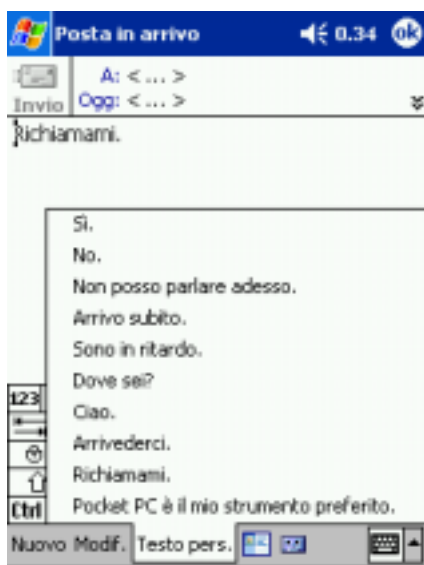 Posta in arrivo 0.34 ok
Invio
A: < ... >
Ogg: < ... >
Richiamami.
Sì.
No.
Non posso parlare adesso.
Arrivo subito.
Sono in ritardo.
Dove sei?
Ciao.
Arrivederci.
Richiamami.
Pocket PC è il mio strumento preferito.
123
Ctrl
Nuovo Modif. Testo pers.